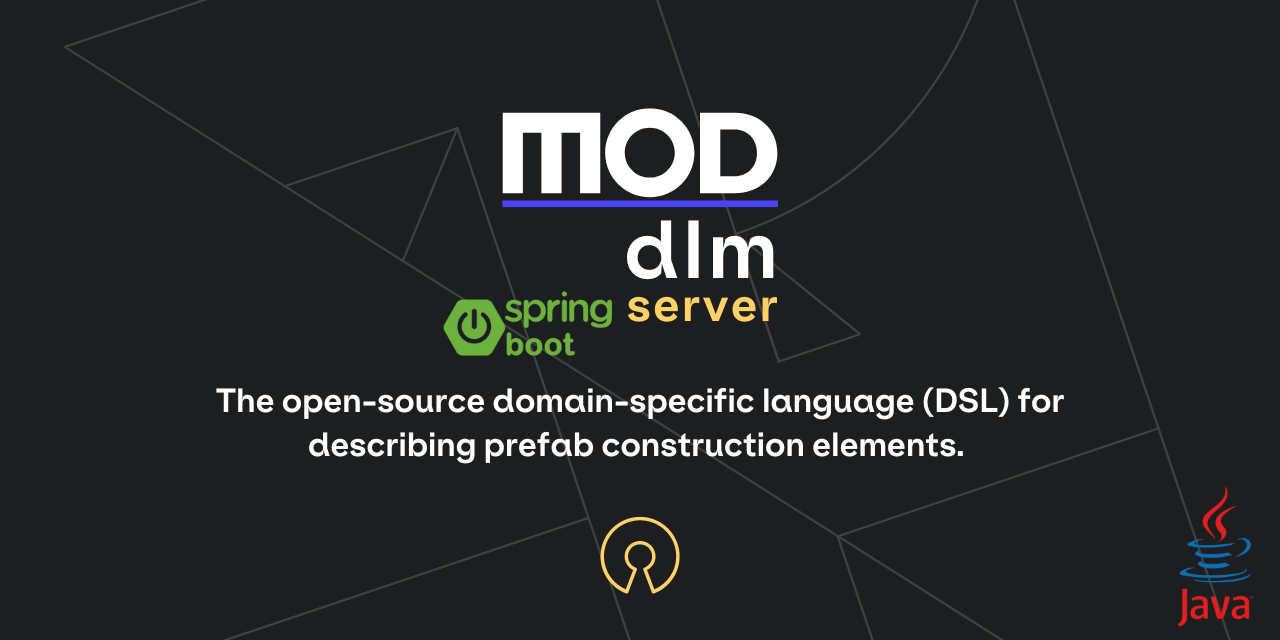 MOD
dlm
server
spring
boot
The open-source domain-specific language (DSL) for
describing prefab construction elements.
Java